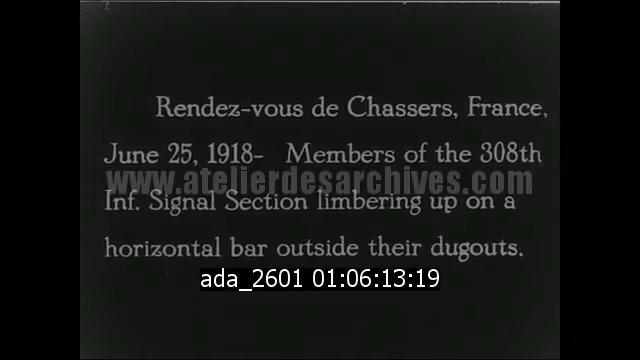 Rendez-vous de Chassers, France,
June 25, 1918- Members of the 308th
www.atelierdesarchives.com
Inf. Signal Section limbering up on a
horizontal bar outside their dugouts.
ada_2601 01:06:13:19